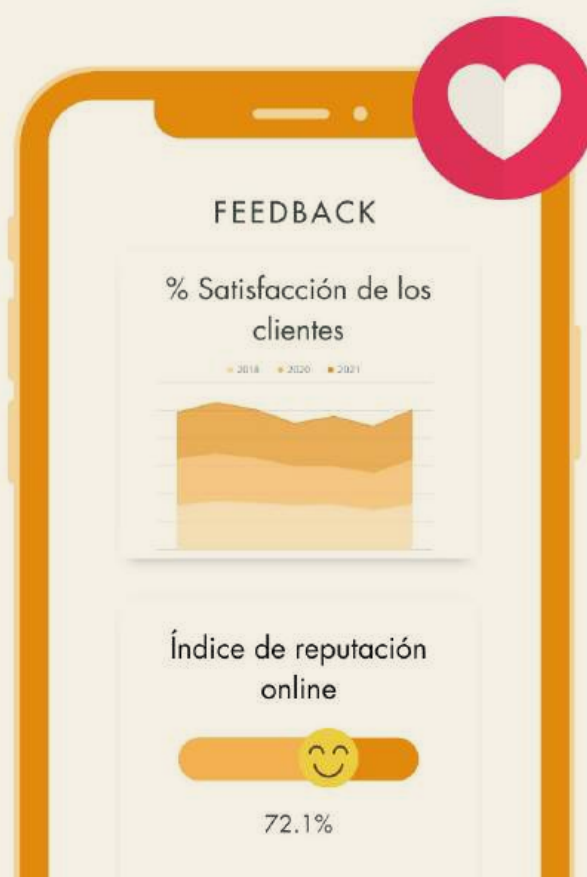 FEEDBACK
% Satisfacción de los
clientes
2018 2020 2021
Índice de reputación
online
72.1%